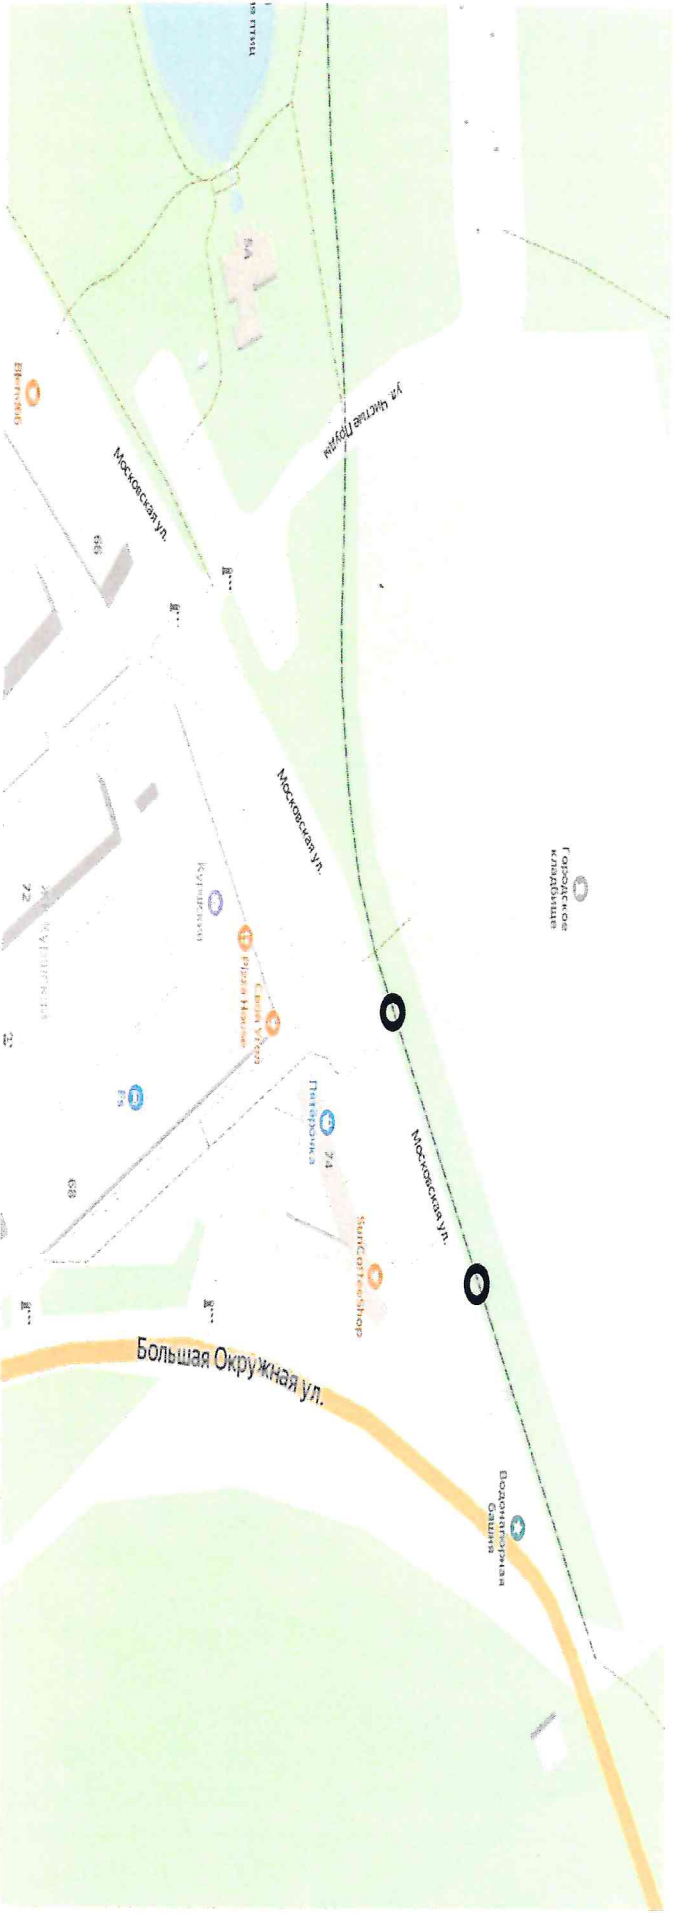 ул. Чистые Пруды
5А
Московская ул.
66
Московская ул.
Городское
кладбище
72
Pizza House
Свой Угол
Пятёрочка
74
Московская ул.
68
SunCoffeeShop
Большая Окружная ул.
Водонапорная
башня